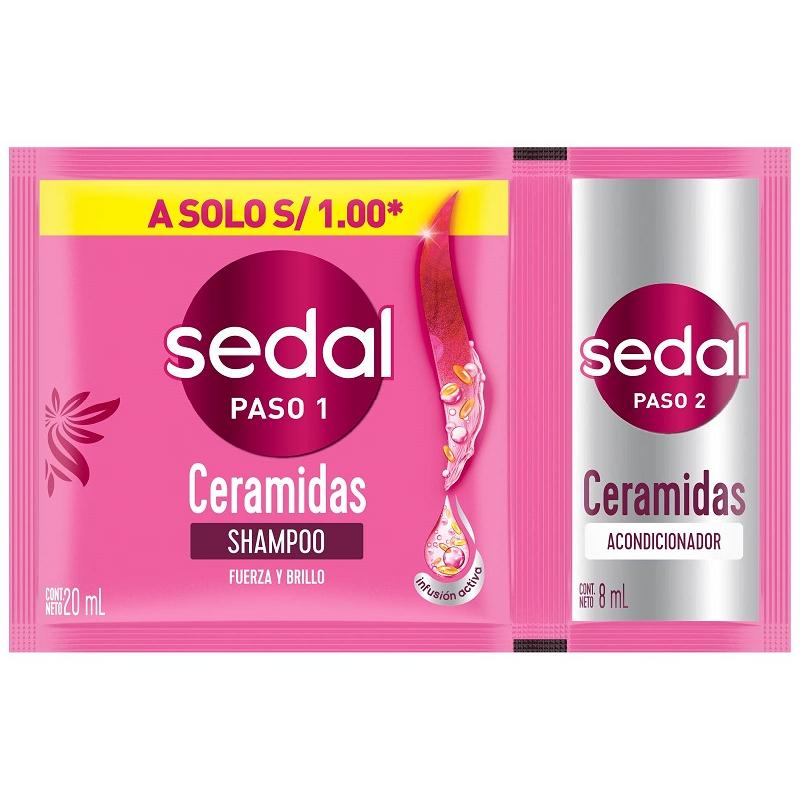 A SOLO S/ 1.00*
sedal
PASO 1
Ceramidas
SHAMPOO
FUERZA Y BRILLO
CONT.
NETO 20 mL
infusión activa
sedal
PASO 2
Ceramidas
ACONDICIONADOR
CONT.
NETO 8 mL